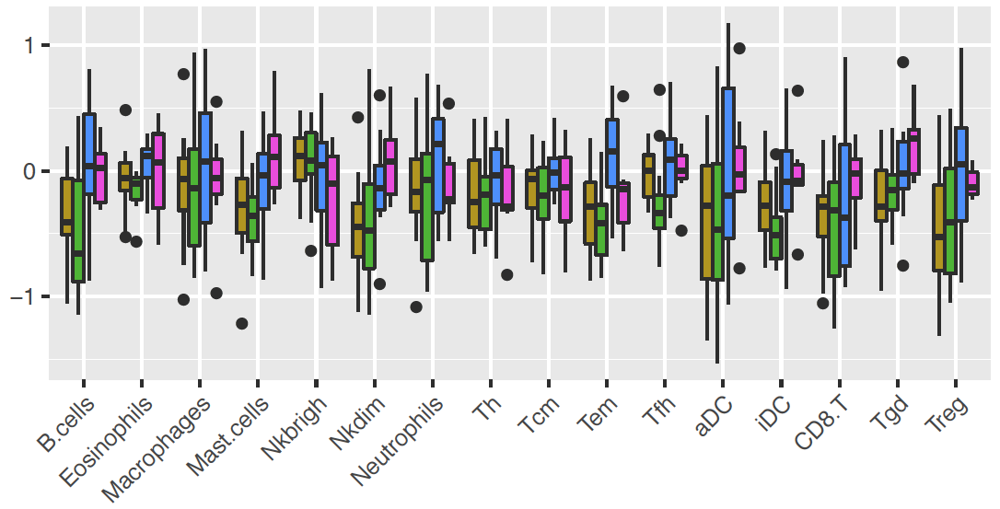 1
0
−1
B.cells
Eosinophils
Macrophages
Mast.cells
Nkbrigh
Nkdim
Neutrophils
Th
Tcm
Tem
Tfh
aDC
iDC
CD8.T
Tgd
Treg